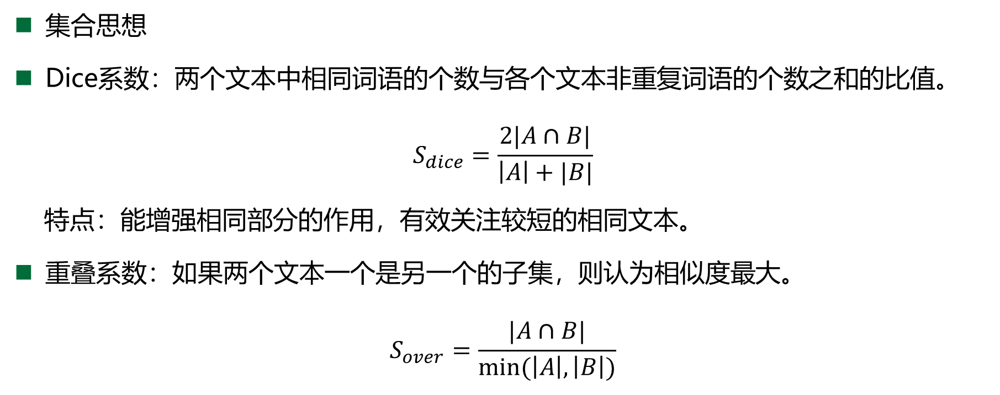 集合思想
Dice系数：两个文本中相同词语的个数与各个文本非重复词语的个数之和的比值。
S_{dice} = \frac{2|A ∩ B|}{|A| + |B|}
特点：能增强相同部分的作用，有效关注较短的相同文本。
重叠系数：如果两个文本一个是另一个的子集，则认为相似度最大。
S_{over} = \frac{|A ∩ B|}{min(|A|,|B|)}